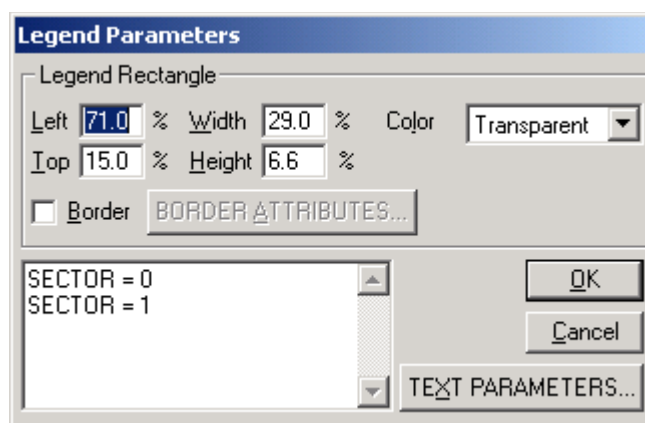 Legend Parameters
Legend Rectangle
Left 71.0 % Width 29.0 % Color Transparent
Top 15.0 % Height 6.6 %
Border BORDER ATTRIBUTES...
SECTOR = 0
SECTOR = 1
OK
Cancel
TEXT PARAMETERS...